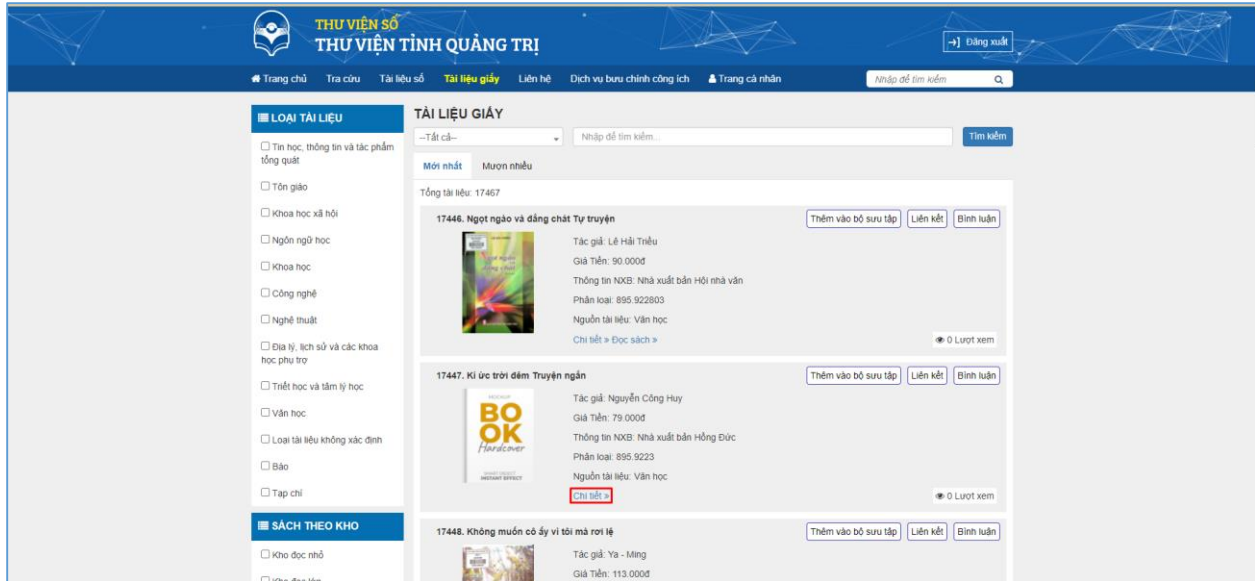 THƯ VIỆN SỐ
THƯ VIỆN TỈNH QUẢNG TRỊ
Đăng xuất
Trang chủ Tra cứu Tài liệu số Tài liệu giấy Liên hệ Dịch vụ bưu chính công ích Trang cá nhân Nhập để tìm kiếm
LOẠI TÀI LIỆU
Tin học, thông tin và tác phẩm
tổng quát
Tôn giáo
Khoa học xã hội
Ngôn ngữ học
Khoa học
Công nghệ
Nghệ thuật
Địa lý, lịch sử và các khoa
học phụ trợ
Triết học và tâm lý học
Văn học
Loại tài liệu không xác định
Báo
Tạp chí
SÁCH THEO KHO
Kho đọc nhỏ
Kho đọc lớn
TÀI LIỆU GIẤY
--Tất cả-- Nhập để tìm kiếm... Tìm kiếm
Mới nhất Mượn nhiều
Tổng tài liệu: 17467
17446. Ngọt ngào và đắng chát Tự truyện Thêm vào bộ sưu tập Liên kết Bình luận
Tác giả: Lê Hải Triều
Giá Tiền: 90.000đ
Thông tin NXB: Nhà xuất bản Hội nhà văn
Phân loại: 895.922803
Nguồn tài liệu: Văn học
Chi tiết » Đọc sách » 0 Lượt xem
17447. Kí ức trời đêm Truyện ngắn Thêm vào bộ sưu tập Liên kết Bình luận
MOCKUP
BO
OK
Hardcover
SMART OBJECT
INSTANT EFFECT
Tác giả: Nguyễn Công Huy
Giá Tiền: 79.000đ
Thông tin NXB: Nhà xuất bản Hồng Đức
Phân loại: 895.9223
Nguồn tài liệu: Văn học
Chi tiết » 0 Lượt xem
17448. Không muốn cô ấy vì tôi mà rơi lệ Thêm vào bộ sưu tập Liên kết Bình luận
Tác giả: Ya - Ming
Giá Tiền: 113.000đ